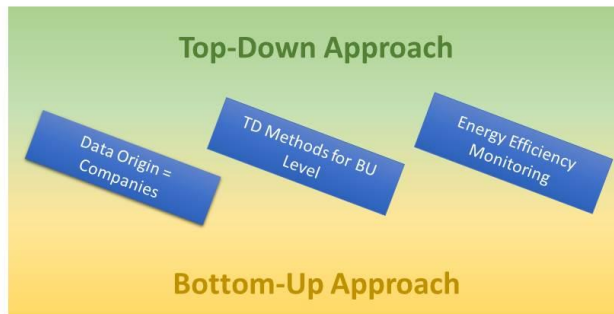 Top-Down Approach
Data Origin =
Companies
TD Methods for BU
Level
Energy Efficiency
Monitoring
Bottom-Up Approach